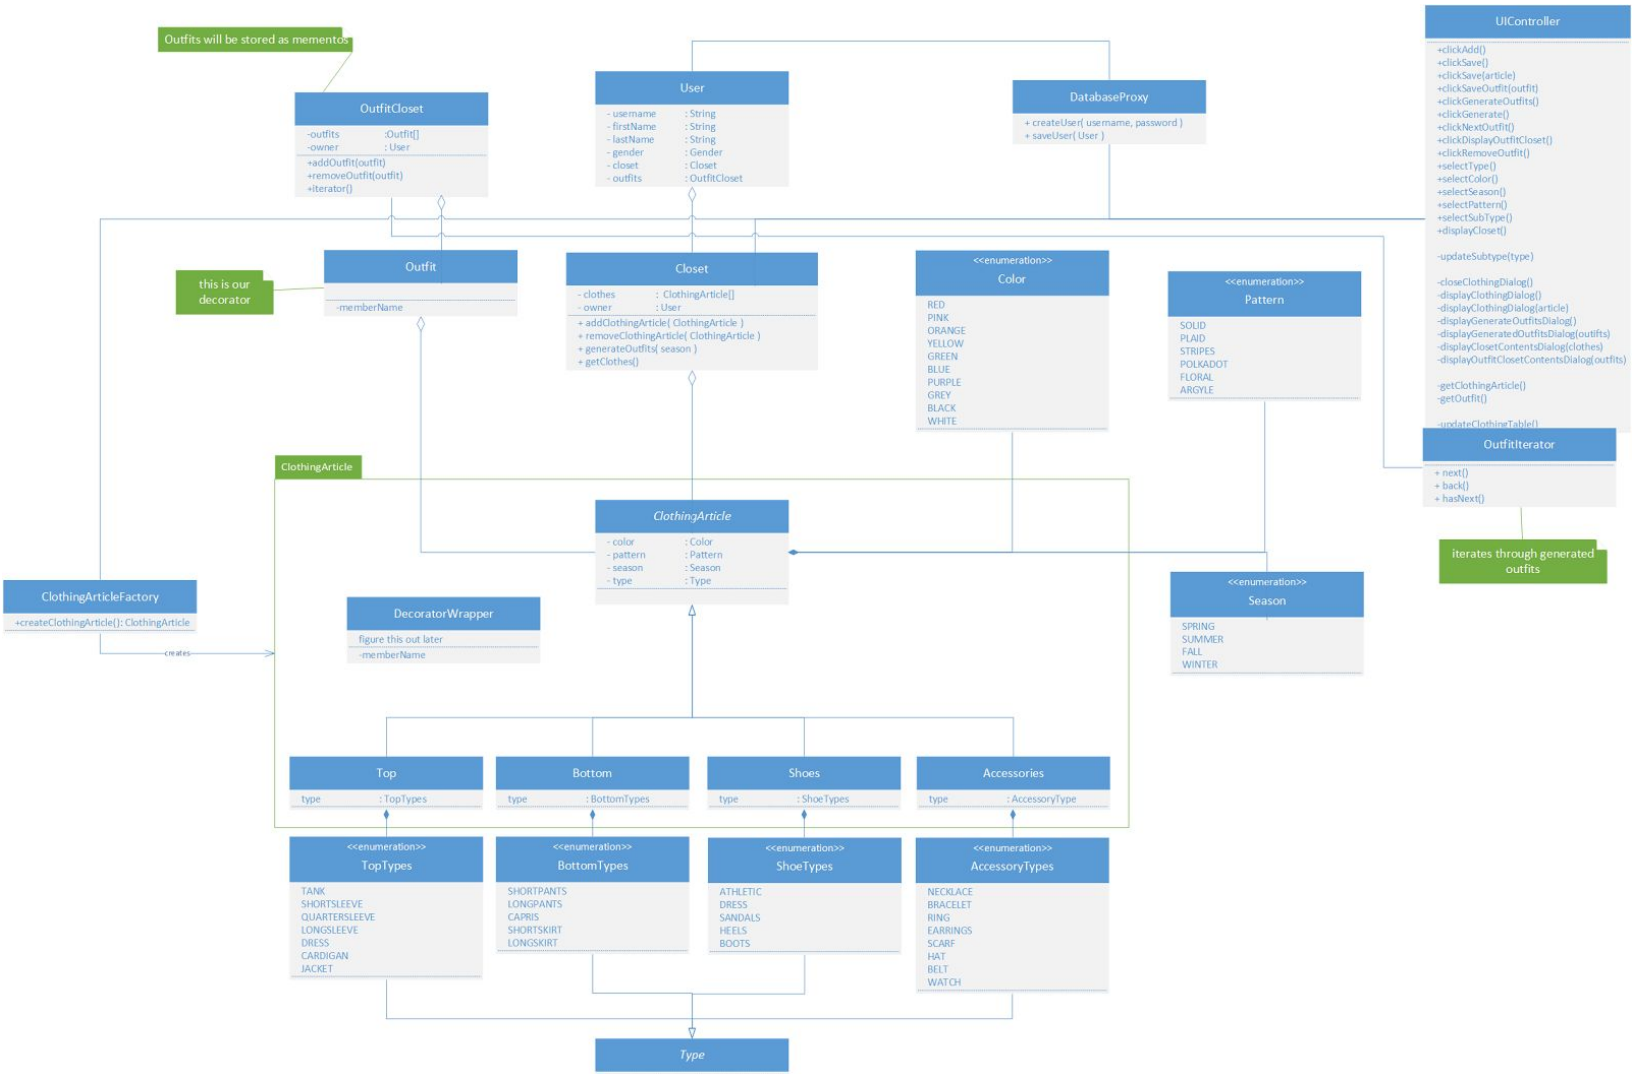 Outfits will be stored as mementos
OutfitCloset
-outfits :Outfit[]
-owner : User
+addOutfit(outfit)
+removeOutfit(outfit)
+iterator()
User
- username : String
- firstName : String
- lastName : String
- gender : Gender
- closet : Closet
- outfits : OutfitCloset
DatabaseProxy
+ createUser( username, password )
+ saveUser( User )
UIController
+clickAdd()
+clickSave()
+clickSave(article)
+clickSaveOutfit(outfit)
+clickGenerateOutfits()
+clickGenerate()
+clickNextOutfit()
+clickDisplayOutfitCloset()
+clickRemoveOutfit()
+selectType()
+selectColor()
+selectSeason()
+selectPattern()
+selectSubType()
+displayCloset()
-updateSubtype(type)
-closeClothingDialog()
-displayClothingDialog()
-displayClothingDialog(article)
-displayGenerateOutfitsDialog()
-displayGeneratedOutfitsDialog(outifts)
-displayClosetContentsDialog(clothes)
-displayOutfitClosetContentsDialog(outfits)
-getClothingArticle()
-getOutfit()
-updateClothingTable()
OutfitIterator
+ next()
+ back()
+ hasNext()
iterates through generated
outfits
this is our
decorator
Outfit
-memberName
Closet
- clothes : ClothingArticle[]
- owner : User
+ addClothingArticle( ClothingArticle )
+ removeClothingArticle( ClothingArticle )
+ generateOutfits( season )
+ getClothes()
<<enumeration>>
Color
RED
PINK
ORANGE
YELLOW
GREEN
BLUE
PURPLE
GREY
BLACK
WHITE
<<enumeration>>
Pattern
SOLID
PLAID
STRIPES
POLKADOT
FLORAL
ARGYLE
ClothingArticle
ClothingArticle
- color : Color
- pattern : Pattern
- season : Season
- type : Type
<<enumeration>>
Season
SPRING
SUMMER
FALL
WINTER
ClothingArticleFactory
+createClothingArticle(): ClothingArticle
creates
DecoratorWrapper
figure this out later
-memberName
Top
type : TopTypes
Bottom
type : BottomTypes
Shoes
type : ShoeTypes
Accessories
type : AccessoryType
<<enumeration>>
TopTypes
TANK
SHORTSLEEVE
QUARTERSLEEVE
LONGSLEEVE
DRESS
CARDIGAN
JACKET
<<enumeration>>
BottomTypes
SHORTPANTS
LONGPANTS
CAPRIS
SHORTSKIRT
LONGSKIRT
<<enumeration>>
ShoeTypes
ATHLETIC
DRESS
SANDALS
HEELS
BOOTS
<<enumeration>>
AccessoryTypes
NECKLACE
BRACELET
RING
EARRINGS
SCARF
HAT
BELT
WATCH
Type